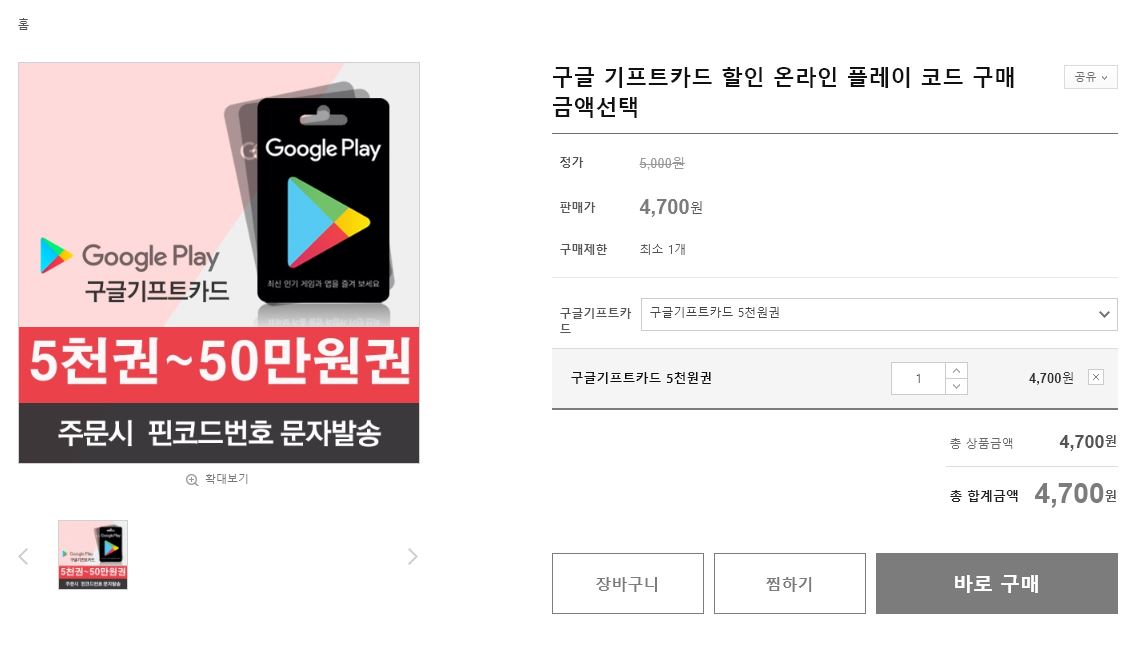 홈
Google Play
최신 인기 게임과 앱을 즐겨 보세요
Google Play
구글기프트카드
5천권~50만원권
주문시 핀코드번호 문자발송
확대보기
Google Play
구글기프트카드
5천권~50만원권
주문시 핀코드번호 문자발송
구글 기프트카드 할인 온라인 플레이 코드 구매
금액선택
공유
정가 5,000원
판매가 4,700원
구매제한 최소 1개
구글기프트카
드
구글기프트카드 5천원권
구글기프트카드 5천원권 1 4,700원
총 상품금액 4,700원
총 합계금액 4,700원
장바구니 찜하기 바로 구매